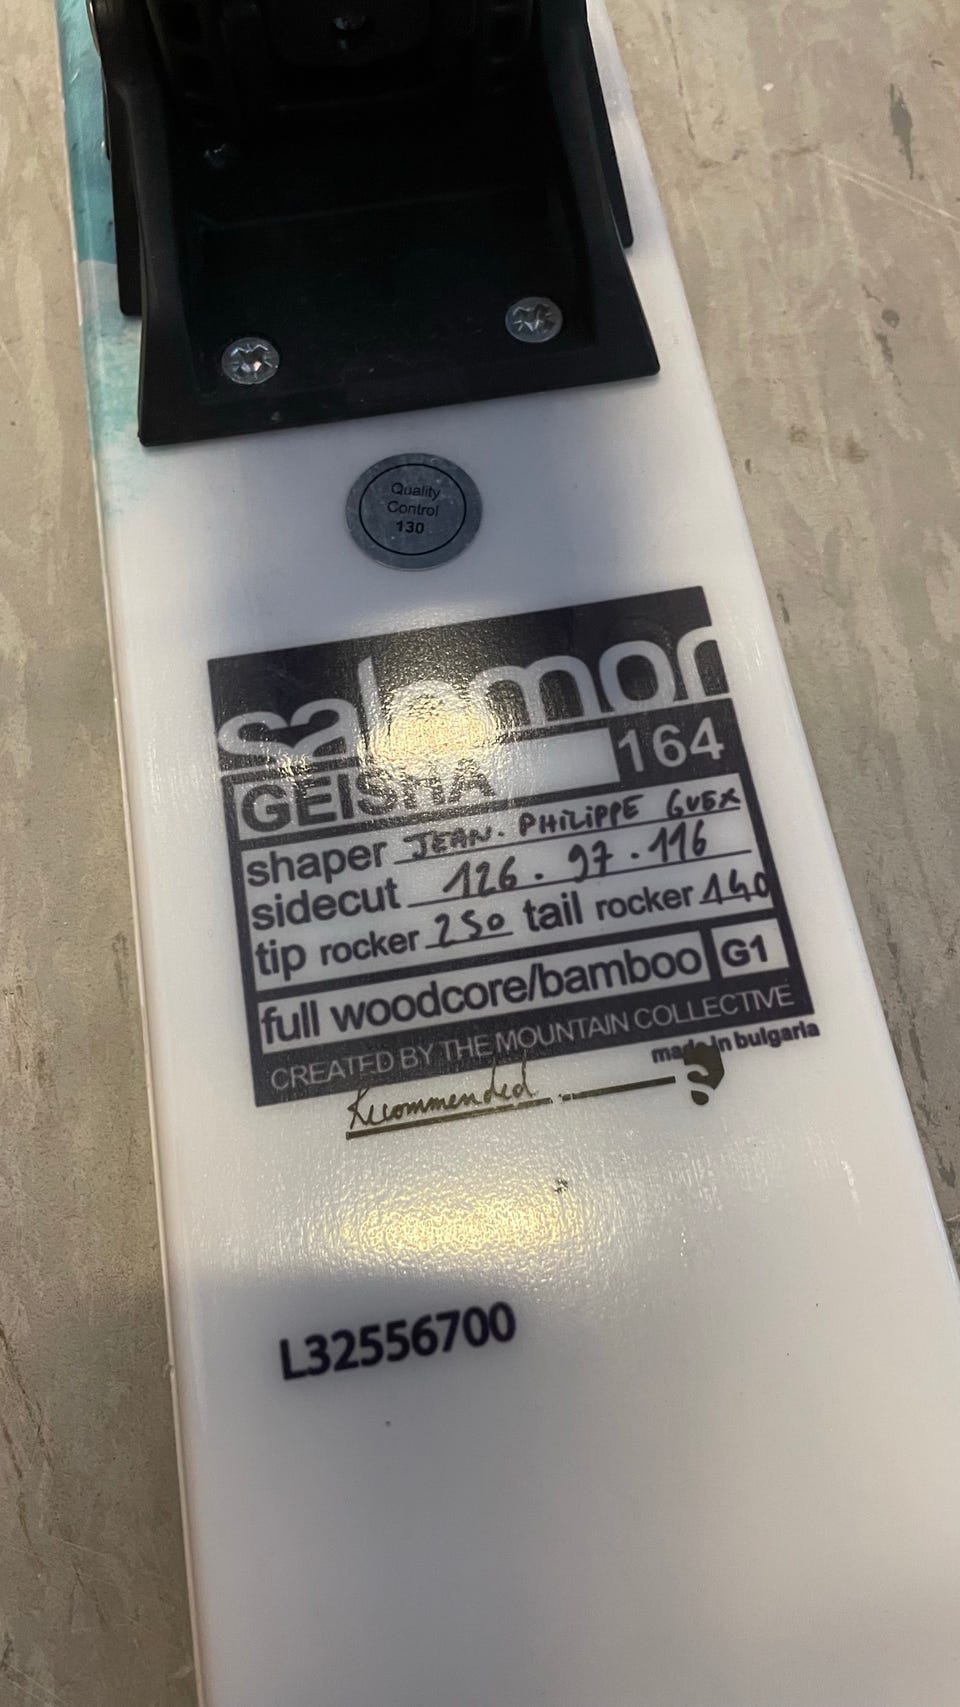 Quality
Control
130
salomon
GEISHA 164
shaper JEAN. PHILIPPE GUEX
sidecut 126.97.116
tip rocker 250 tail rocker 140
full woodcore/bamboo G1
CREATED BY THE MOUNTAIN COLLECTIVE
made in bulgaria
Recommended
L32556700